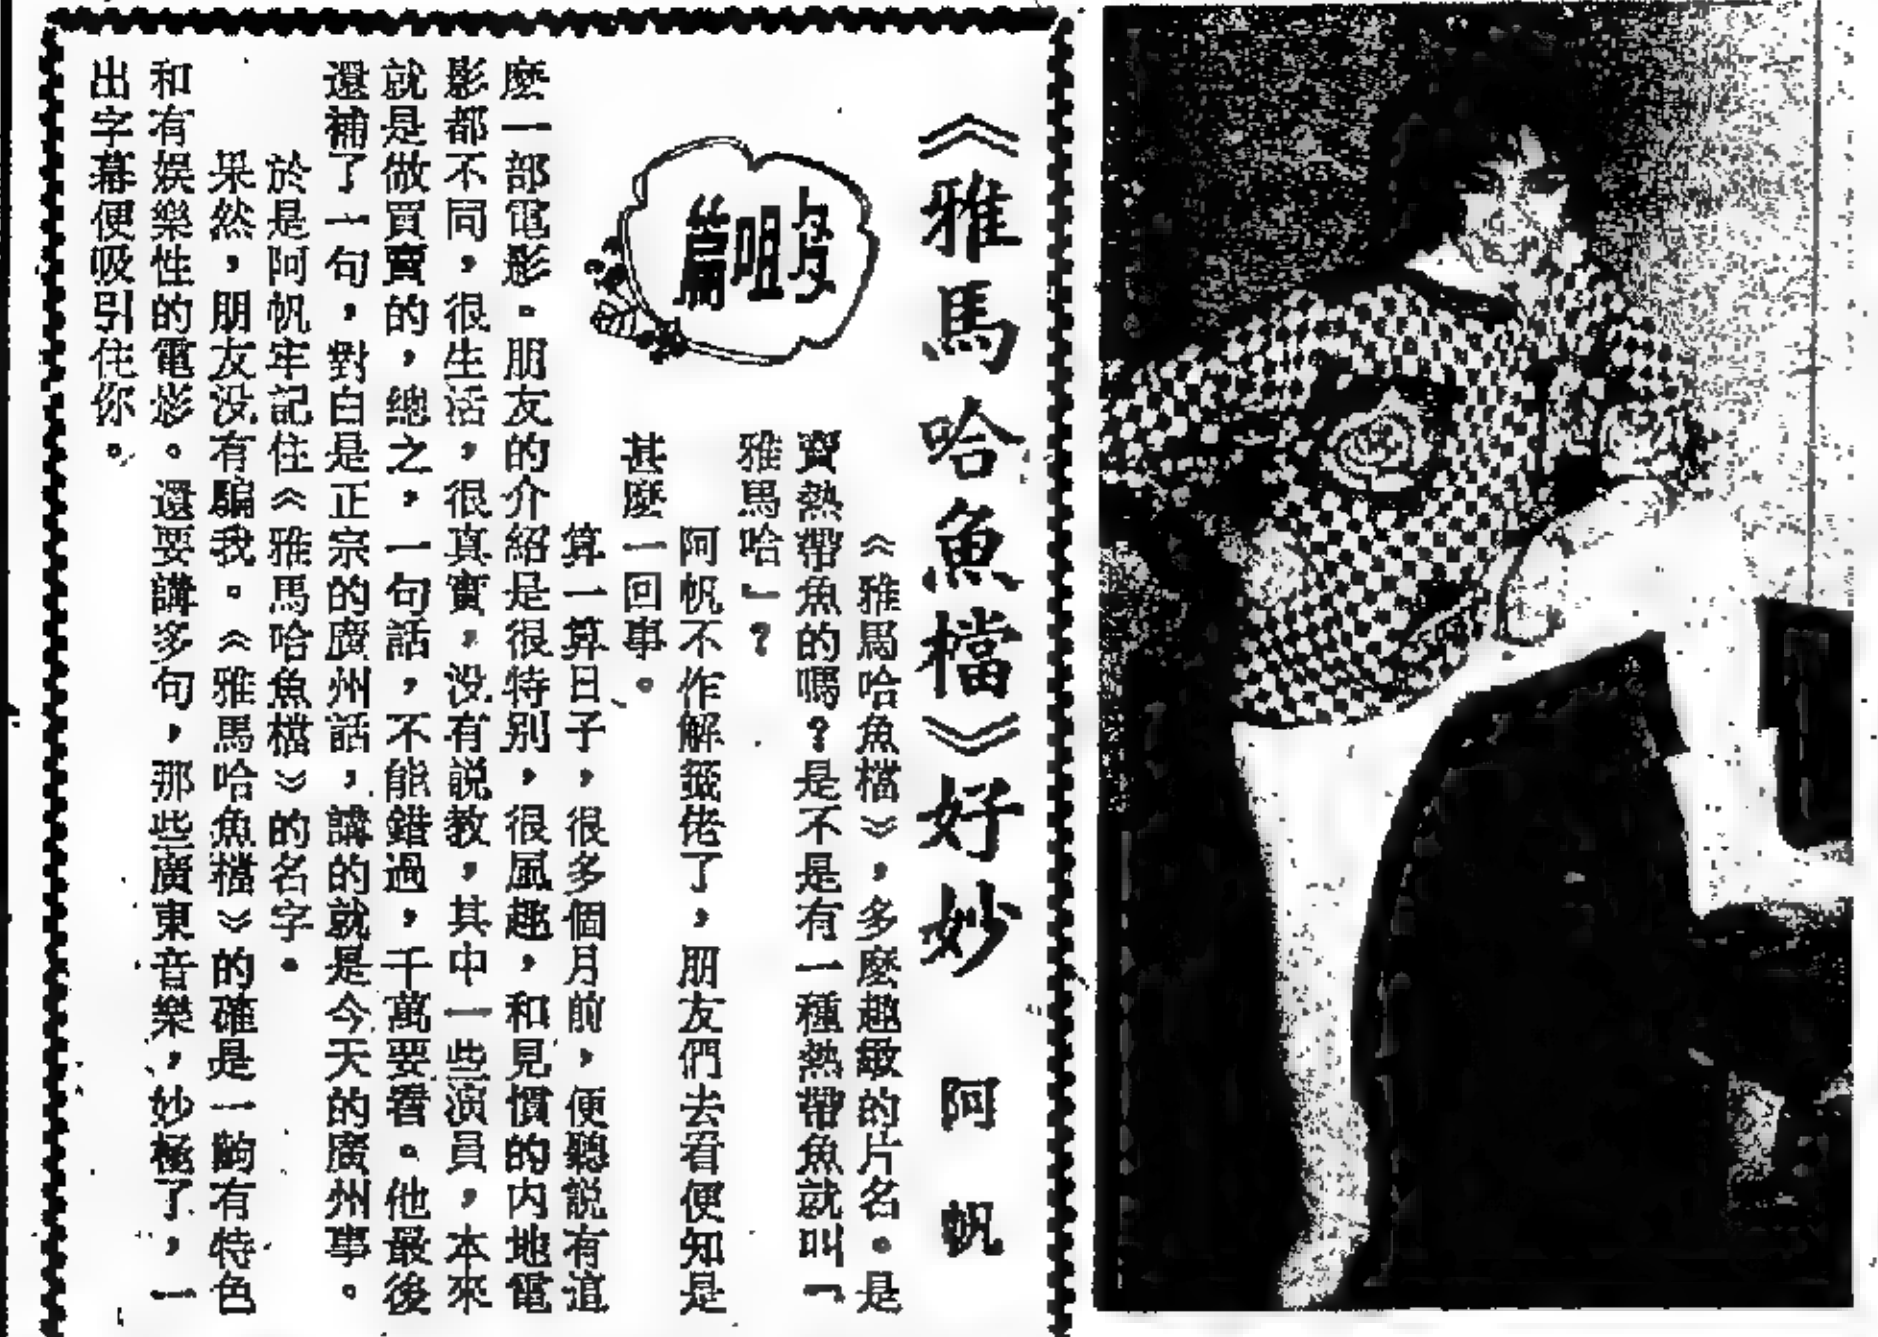 《雅馬哈魚檔》好妙
阿帆
咀篇
《雅馬哈魚檔》，多麼趣緻的片名。是
賣熱帶魚的嗎？是不是有一種熱帶魚就叫「
雅馬哈」？
阿帆不作解籤佬了，朋友們去看便知是
甚麼一回事。
算一算日子，很多個月前，便聽説有這
麼一部電影。朋友的介紹是很特别，很風趣，和見慣的内地電
影都不同，很生活，很真實，没有説教，其中一些演員，本來
就是做買賣的，總之，一句話，不能錯過，千萬要看。他最後
還補了一句，對白是正宗的廣州話，講的就是今天的廣州事。
於是阿帆牢記住《雅馬哈魚檔》的名字。
果然，朋友没有騙我。《雅馬哈魚檔》的確是一齣有特色
和有娱樂性的電影。還要講多句，那些廣東音樂，妙極了，一
出字幕便吸引住你。